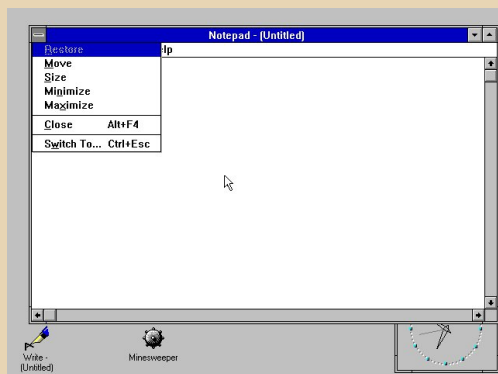 Notepad - (Untitled)
Restore
lp
Move
Size
Minimize
Maximize
Close Alt+F4
Switch To... Ctrl+Esc
Write -
(Untitled)
Minesweeper